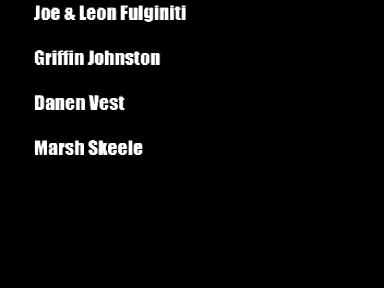 Joe & Leon Fulginiti
Griffin Johnston
Danen Vest
Marsh Skeele